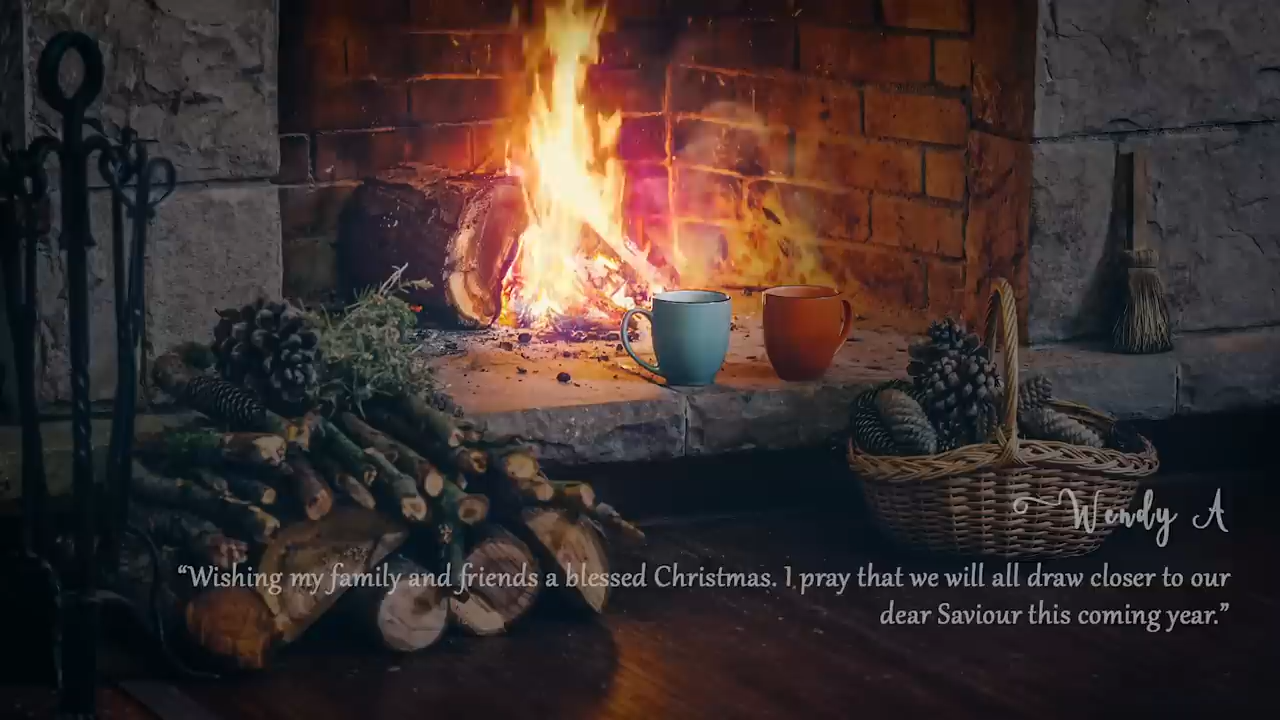 ~Wendy A
“Wishing my family and friends a blessed Christmas. I pray that we will all draw closer to our
dear Saviour this coming year.”